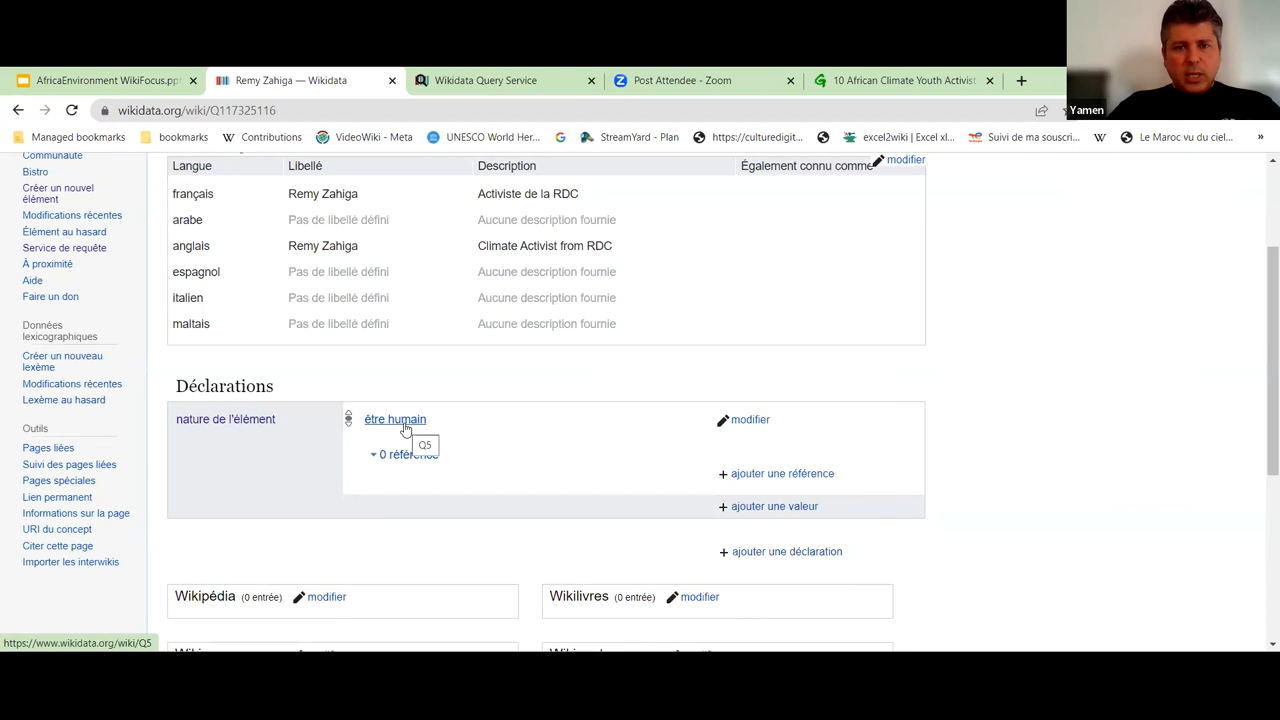 AfricaEnvironment WikiFocus.ppt
Remy Zahiga — Wikidata
Wikidata Query Service
Post Attendee - Zoom
10 African Climate Youth Activist
Yamen
wikidata.org/wiki/Q117325116
Managed bookmarks
bookmarks
Contributions
VideoWiki - Meta
UNESCO World Her...
StreamYard - Plan
https://culturedigit...
excel2wiki | Excel xl...
Suivi de ma souscri...
Le Maroc vu du ciel...
»
Communauté
Bistro
Créer un nouvel
élément
Modifications récentes
Élément au hasard
Service de requête
À proximité
Aide
Faire un don
Données
lexicographiques
Créer un nouveau
lexème
Modifications récentes
Lexème au hasard
Outils
Pages liées
Suivi des pages liées
Pages spéciales
Lien permanent
Informations sur la page
URI du concept
Citer cette page
Importer les interwikis
Langue Libellé Description Également connu comme modifier
français Remy Zahiga Activiste de la RDC
arabe Pas de libellé défini Aucune description fournie
anglais Remy Zahiga Climate Activist from RDC
espagnol Pas de libellé défini Aucune description fournie
italien Pas de libellé défini Aucune description fournie
maltais Pas de libellé défini Aucune description fournie
Déclarations
nature de l'élément être humain modifier
Q5
0 référence
+ ajouter une référence
+ ajouter une valeur
+ ajouter une déclaration
Wikipédia (0 entrée) modifier
Wikilivres (0 entrée) modifier
https://www.wikidata.org/wiki/Q5